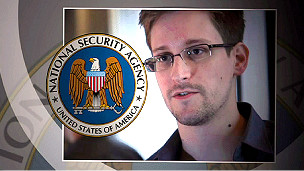 NATIONAL SECURITY AGENCY
UNITED STATES OF AMERICA